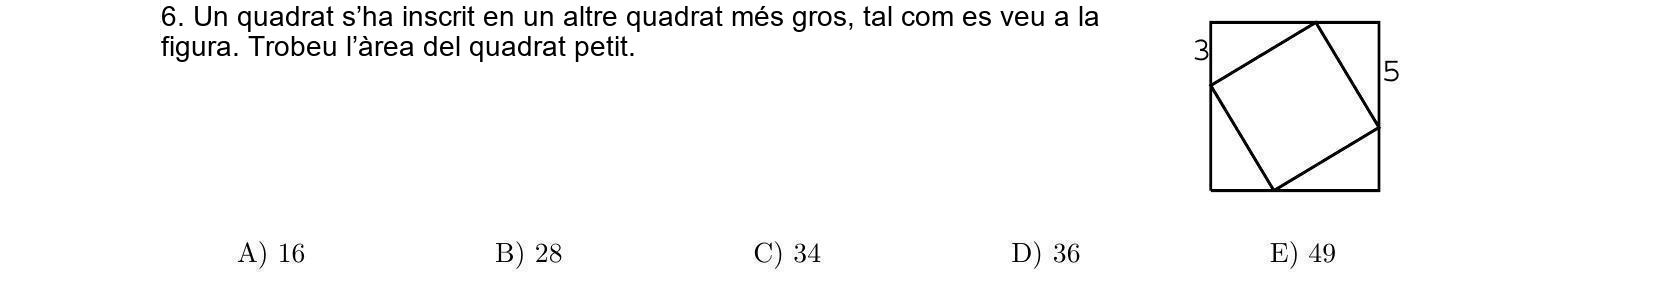 6. Un quadrat s’ha inscrit en un altre quadrat més gros, tal com es veu a la
figura. Trobeu l’àrea del quadrat petit.
3
5
A) 16 B) 28 C) 34 D) 36 E) 49